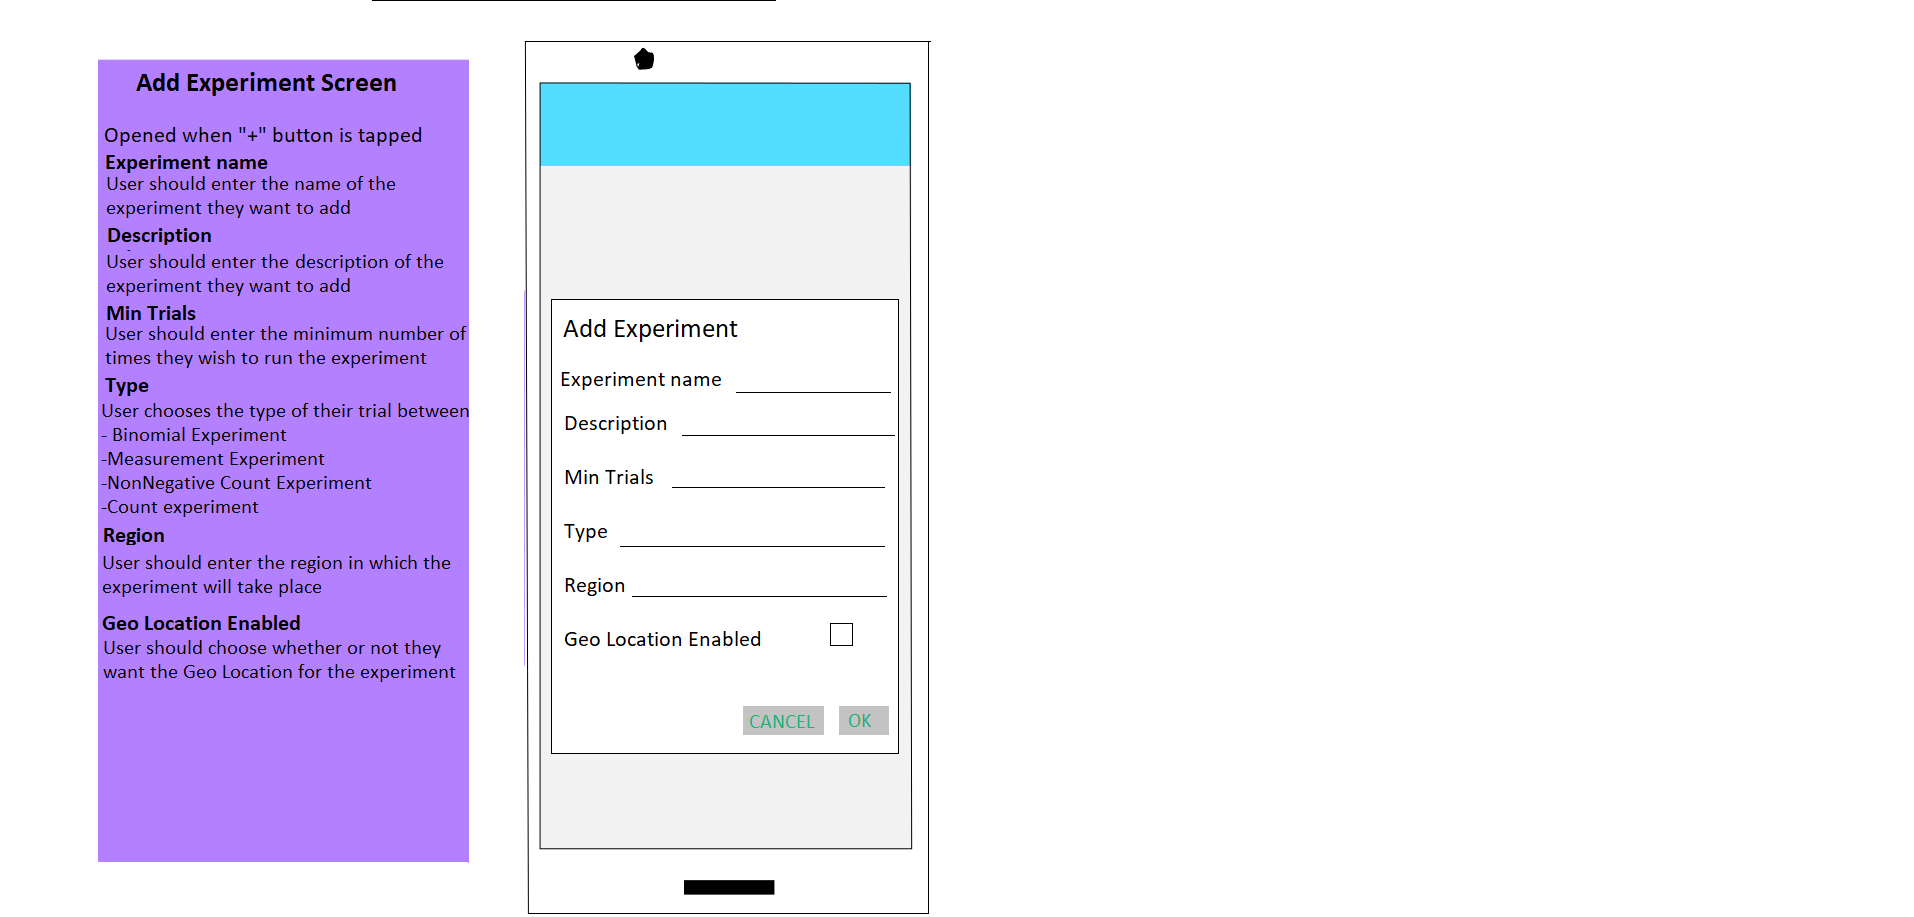 Add Experiment Screen
Opened when "+" button is tapped
Experiment name
User should enter the name of the
experiment they want to add
Description
User should enter the description of the
experiment they want to add
Min Trials
User should enter the minimum number of
times they wish to run the experiment
Type
User chooses the type of their trial between
- Binomial Experiment
-Measurement Experiment
-NonNegative Count Experiment
-Count experiment
Region
User should enter the region in which the
experiment will take place
Geo Location Enabled
User should choose whether or not they
want the Geo Location for the experiment
Add Experiment
Experiment name
Description
Min Trials
Type
Region
Geo Location Enabled
CANCEL OK